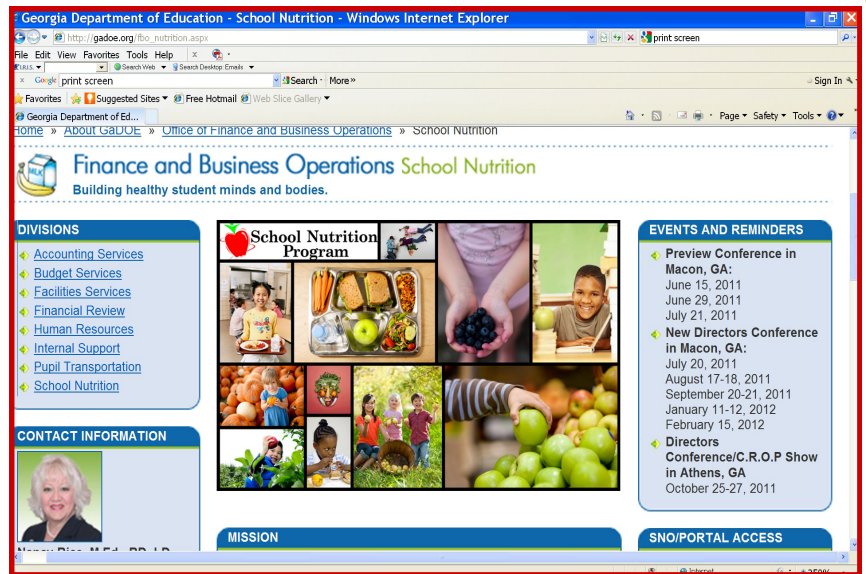 Georgia Department of Education - School Nutrition - Windows Internet Explorer
http://gadoe.org/fbo_nutrition.aspx
print screen
File Edit View Favorites Tools Help x
Search Web Search Desktop: Emails
x Google print screen Search More »
Sign In
Favorites Suggested Sites Free Hotmail Web Slice Gallery
Georgia Department of Ed...
Page Safety Tools
Home » About GaDOE » Office of Finance and Business Operations » School Nutrition
MILK
Finance and Business Operations School Nutrition
Building healthy student minds and bodies.
DIVISIONS
Accounting Services
Budget Services
Facilities Services
Financial Review
Human Resources
Internal Support
Pupil Transportation
School Nutrition
CONTACT INFORMATION
School Nutrition
Program
MISSION
EVENTS AND REMINDERS
Preview Conference in
Macon, GA:
June 15, 2011
June 29, 2011
July 21, 2011
New Directors Conference
in Macon, GA:
July 20, 2011
August 17-18, 2011
September 20-21, 2011
January 11-12, 2012
February 15, 2012
Directors
Conference/C.R.O.P Show
in Athens, GA
October 25-27, 2011
SNO/PORTAL ACCESS